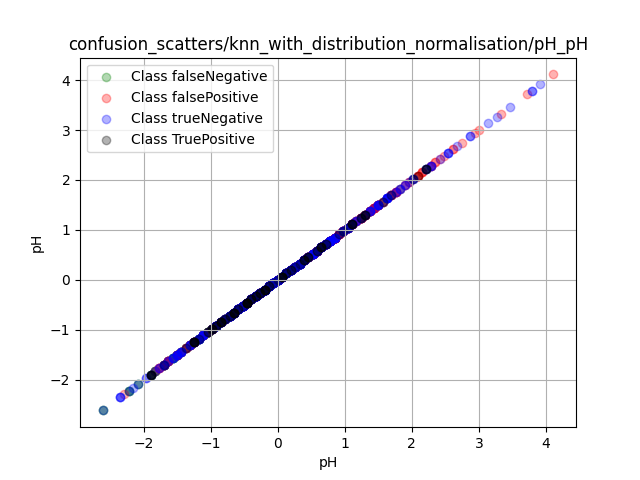 confusion_scatters/knn_with_distribution_normalisation/pH_pH
Class falseNegative
Class falsePositive
Class trueNegative
Class TruePositive
4
3
2
1
0
−1
−2
pH
−2
−1
0
1
2
3
4
pH